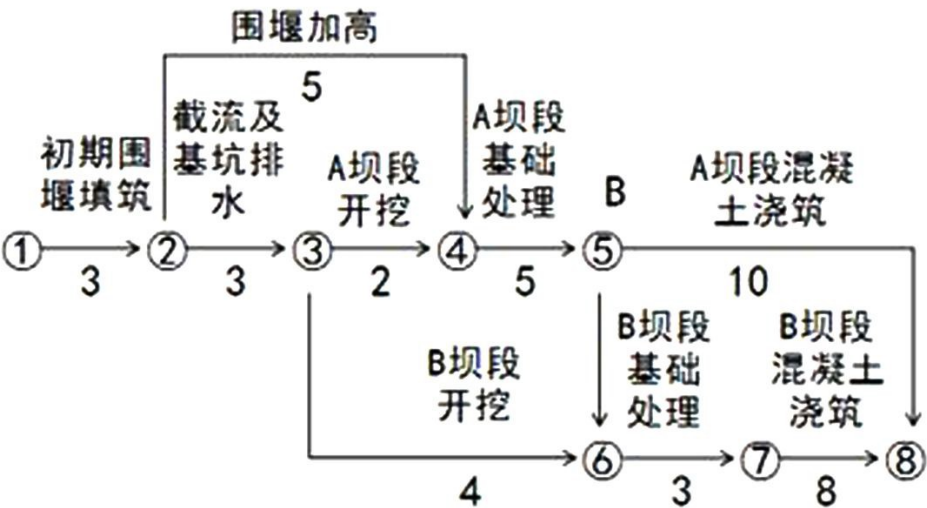 围堰加高
5
截流及
基坑排
水
初期围
堰填筑
A坝段
开挖
A坝段
基础
处理
B
A坝段混凝
土浇筑
① ② ③ ④ ⑤
3 3 2 5 10
B坝段
开挖
B坝段
基础
处理
B坝段
混凝土
浇筑
⑥ ⑦ ⑧
4 3 8